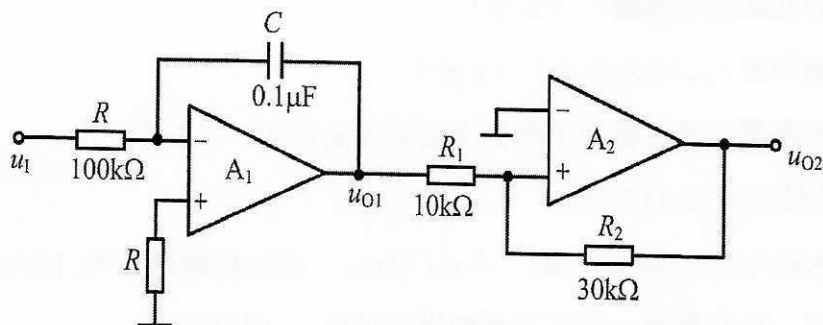 C
0.1μF
R
u_I
100kΩ
−
+
A₁
R
u_O1
R₁
10kΩ
−
+
A₂
u_O2
R₂
30kΩ